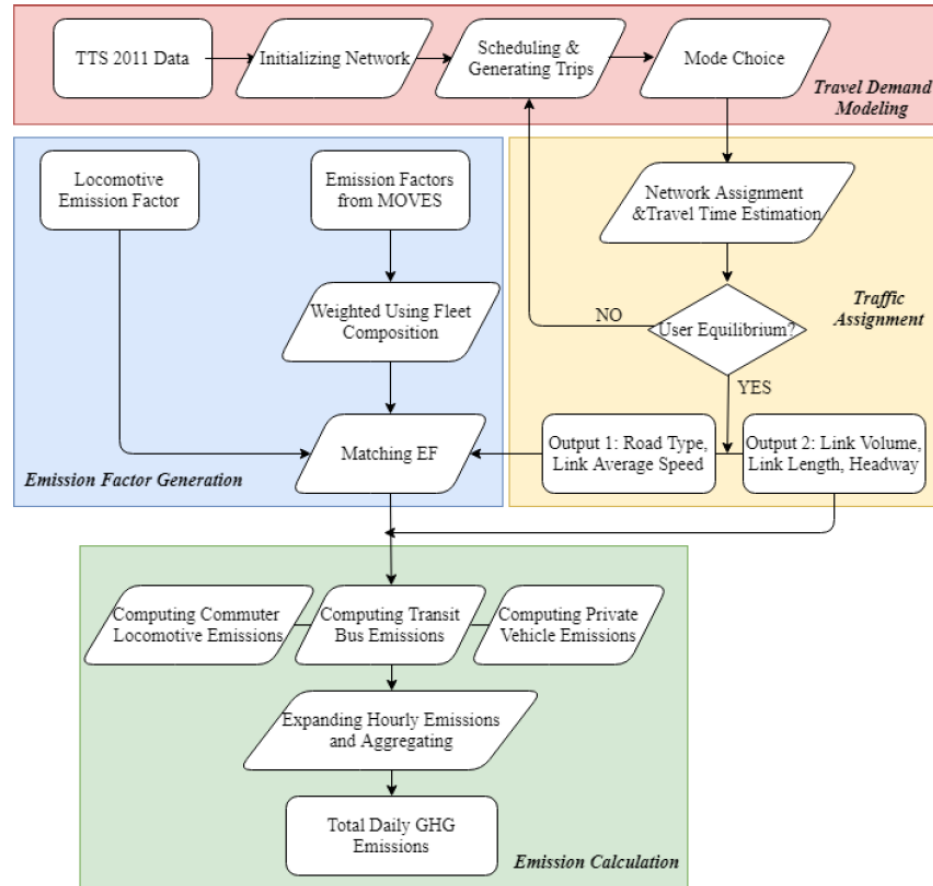 TTS 2011 Data
Initializing Network
Scheduling &
Generating Trips
Mode Choice
Travel Demand
Modeling
Locomotive
Emission Factor
Emission Factors
from MOVES
Weighted Using Fleet
Composition
Matching EF
Emission Factor Generation
Network Assignment
&Travel Time Estimation
User Equilibrium?
NO
YES
Traffic
Assignment
Output 1: Road Type,
Link Average Speed
Output 2: Link Volume,
Link Length, Headway
Computing Commuter
Locomotive Emissions
Computing Transit
Bus Emissions
Computing Private
Vehicle Emissions
Expanding Hourly Emissions
and Aggregating
Total Daily GHG
Emissions
Emission Calculation